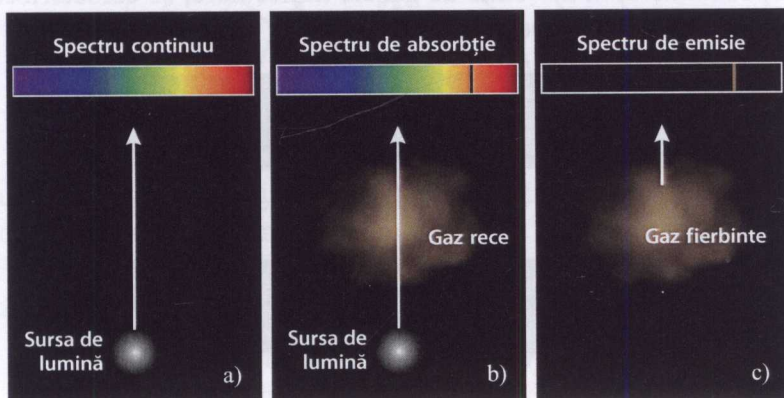 Spectru continuu
Sursa de
lumină
a)
Spectru de absorbție
Gaz rece
Sursa de
lumină
b)
Spectru de emisie
Gaz fierbinte
c)